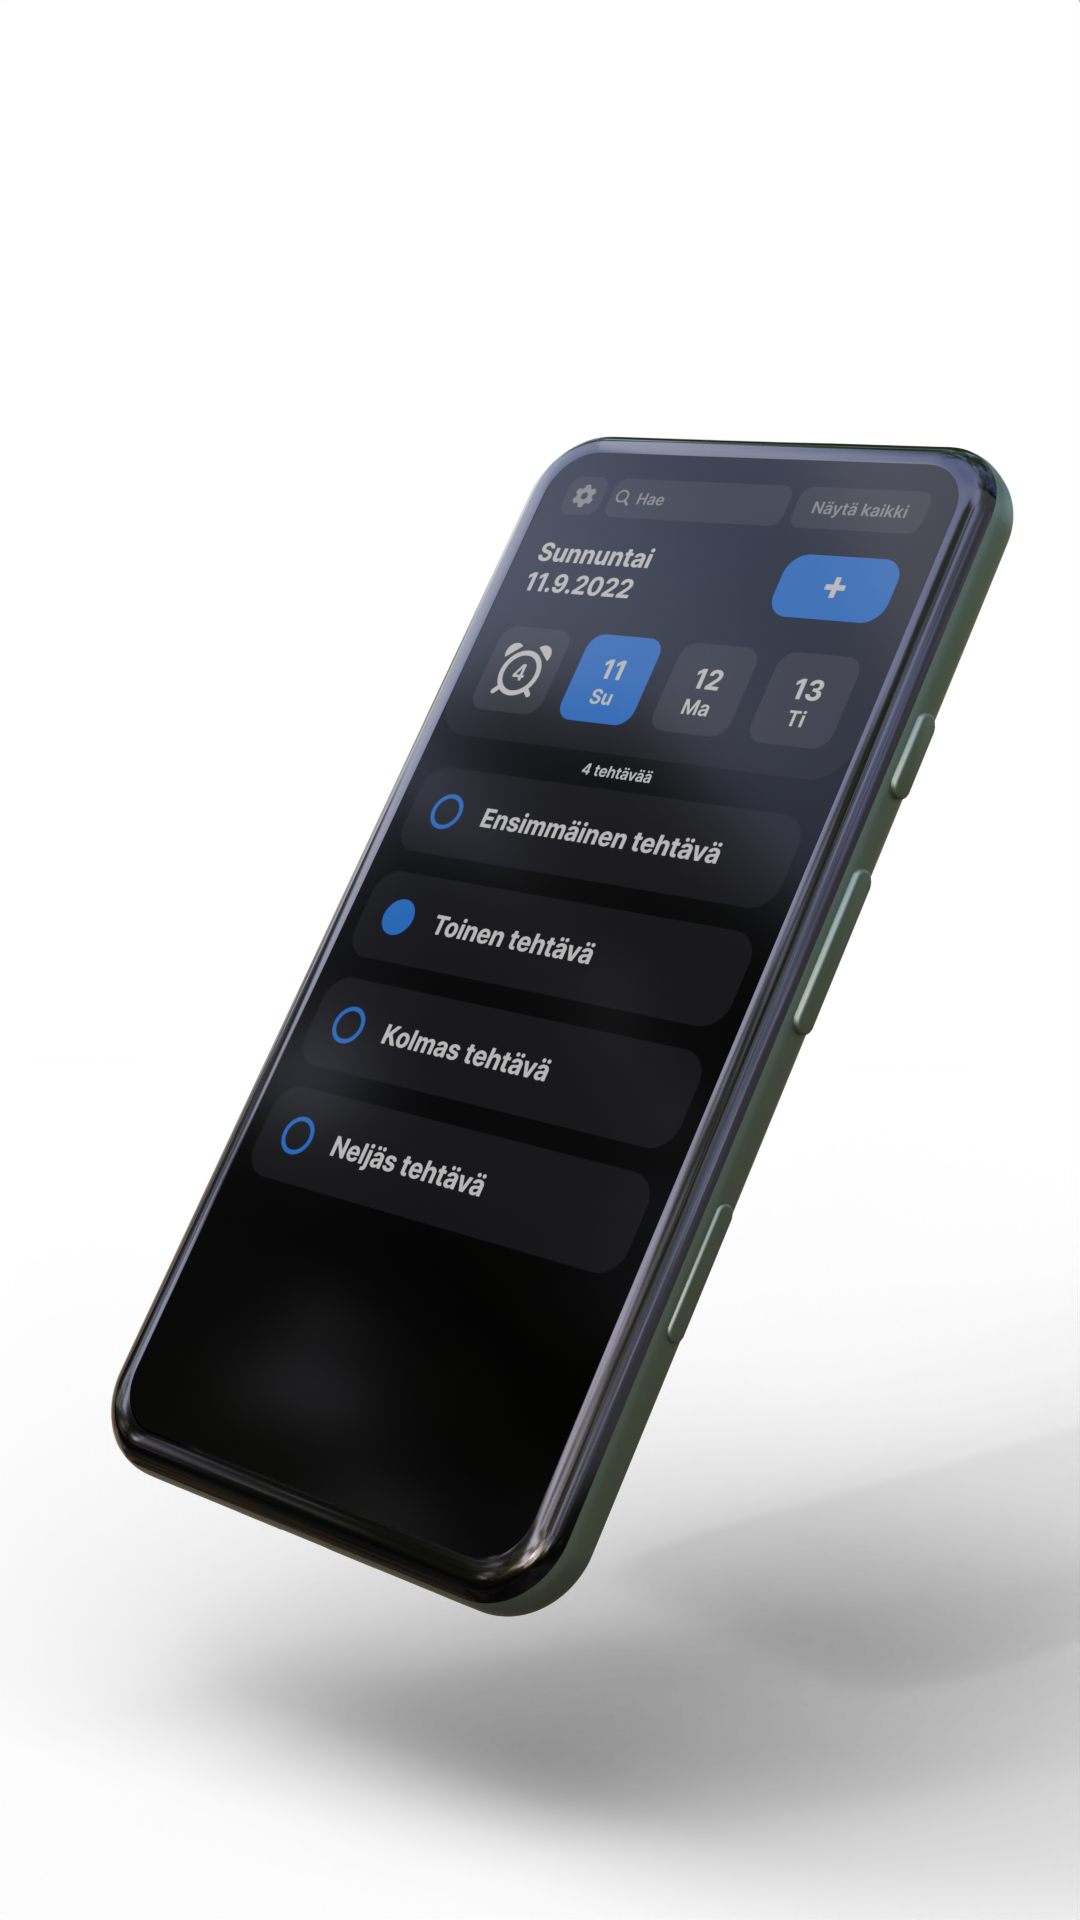 Hae
Näytä kaikki
Sunnuntai
11.9.2022
+
4
11
Su
12
Ma
13
Ti
4 tehtävää
Ensimmäinen tehtävä
Toinen tehtävä
Kolmas tehtävä
Neljäs tehtävä